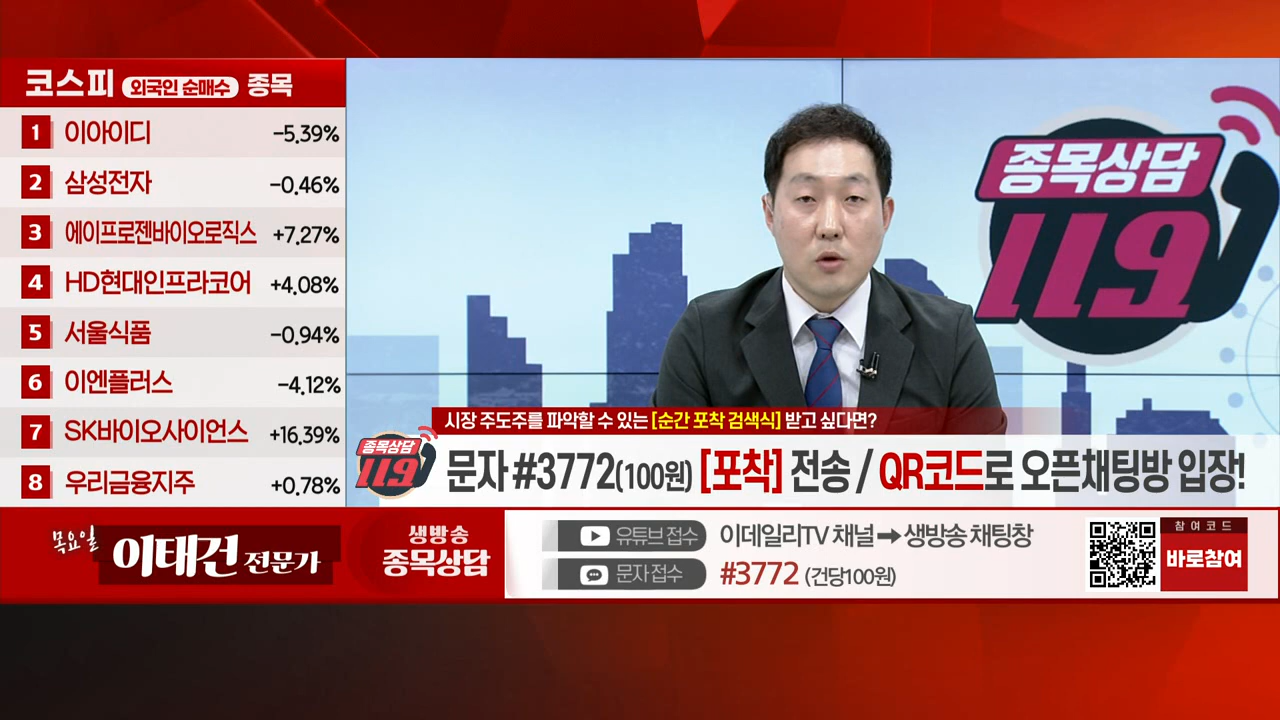 코스피 외국인 순매수 종목
1 이아이디 -5.39%
2 삼성전자 -0.46%
3 에이프로젠바이오로직스 +7.27%
4 HD현대인프라코어 +4.08%
5 서울식품 -0.94%
6 이엔플러스 -4.12%
7 SK바이오사이언스 +16.39%
8 우리금융지주 +0.78%
종목상담
119
시장 주도주를 파악할 수 있는 [순간 포착 검색식] 받고 싶다면?
종목상담
119
문자 #3772(100원) [포착] 전송 / QR코드로 오픈채팅방 입장!
목요일 이태건 전문가
생방송
종목상담
유튜브 접수 이데일리TV 채널 ➡ 생방송 채팅창
문자 접수 #3772 (건당100원)
참여코드
바로참여